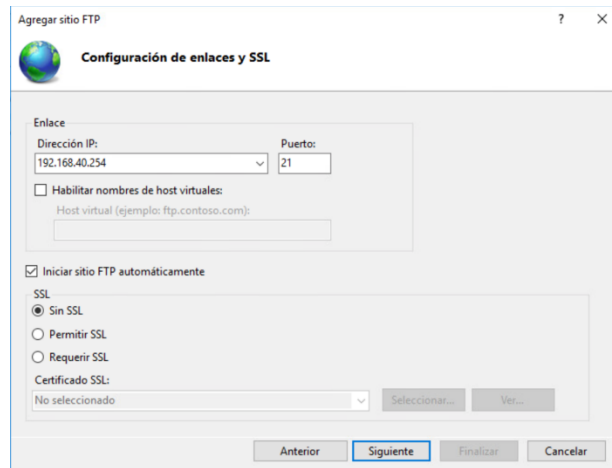 Agregar sitio FTP ? ×
Configuración de enlaces y SSL
Enlace
Dirección IP: Puerto:
192.168.40.254 21
Habilitar nombres de host virtuales:
Host virtual (ejemplo: ftp.contoso.com):
Iniciar sitio FTP automáticamente
SSL
Sin SSL
Permitir SSL
Requerir SSL
Certificado SSL:
No seleccionado Seleccionar... Ver...
Anterior Siguiente Finalizar Cancelar